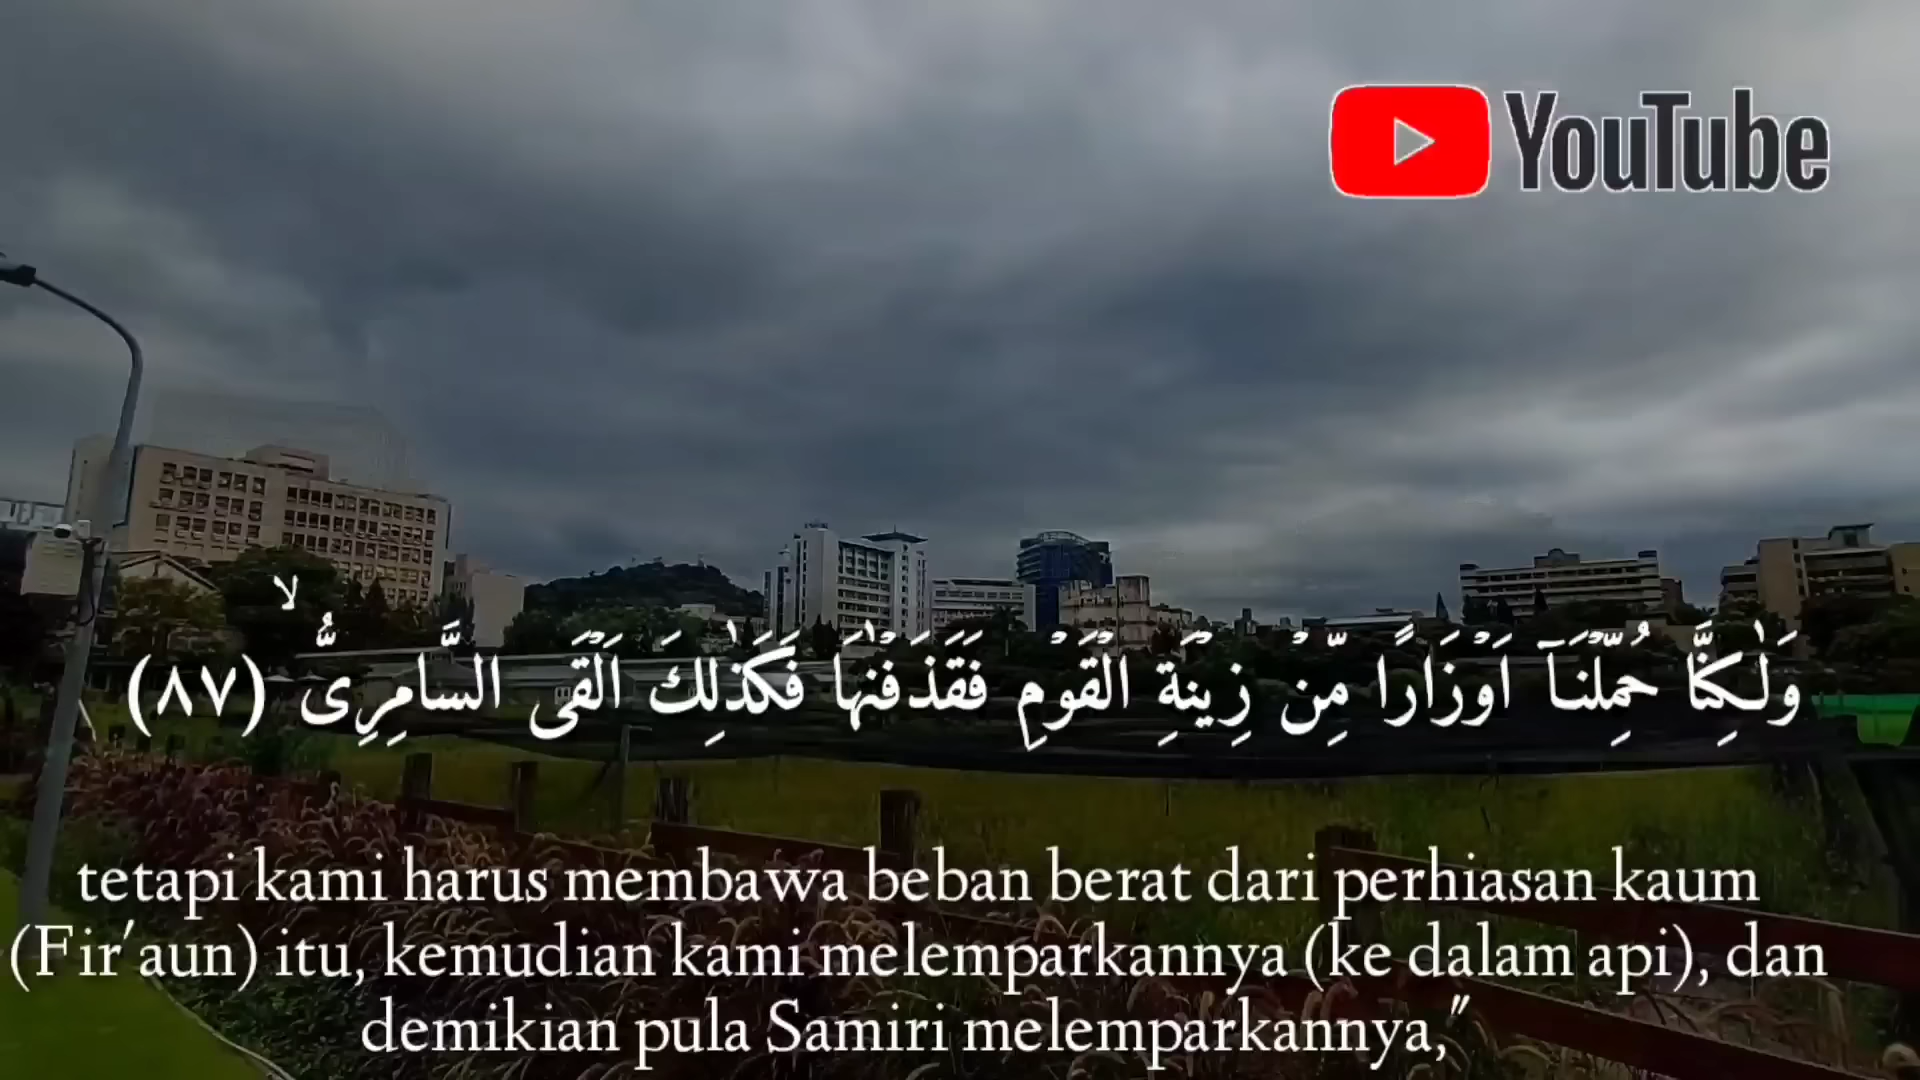 YouTube
وَلٰكِنَّا حُمِّلْنَآ اَوْزَارًا مِّنْ زِيْنَةِ الْقَوْمِ فَقَذَفْنٰهَا فَكَذٰلِكَ اَلْقَى السَّامِرِيُّ ۙ (٨٧)
tetapi kami harus membawa beban berat dari perhiasan kaum
(Fir'aun) itu, kemudian kami melemparkannya (ke dalam api), dan
demikian pula Samiri melemparkannya,"